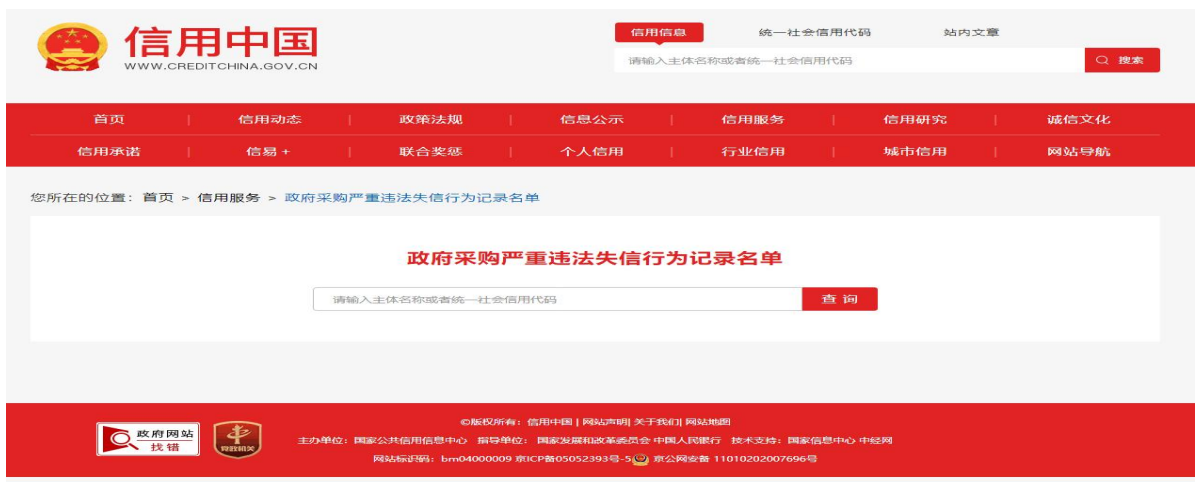 信用中国
WWW.CREDITCHINA.GOV.CN
信用信息 统一社会信用代码 站内文章
请输入主体名称或者统一社会信用代码 搜索
首页 | 信用动态 | 政策法规 | 信息公示 | 信用服务 | 信用研究 | 诚信文化
信用承诺 | 信易+ | 联合奖惩 | 个人信用 | 行业信用 | 城市信用 | 网站导航
您所在的位置：首页 > 信用服务 > 政府采购严重违法失信行为记录名单
政府采购严重违法失信行为记录名单
请输入主体名称或者统一社会信用代码 查询
©版权所有：信用中国 | 网站声明| 关于我们| 网站地图
政府网站
找错
党政机关
主办单位：国家公共信用信息中心 指导单位：国家发展和改革委员会 中国人民银行 技术支持：国家信息中心 中经网
网站标识码：bm04000009 京ICP备05052393号-5 京公网安备 11010202007696号